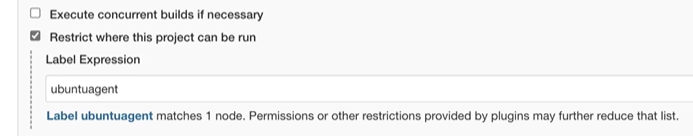 Execute concurrent builds if necessary
Restrict where this project can be run
Label Expression
ubuntuagent
Label ubuntuagent matches 1 node. Permissions or other restrictions provided by plugins may further reduce that list.